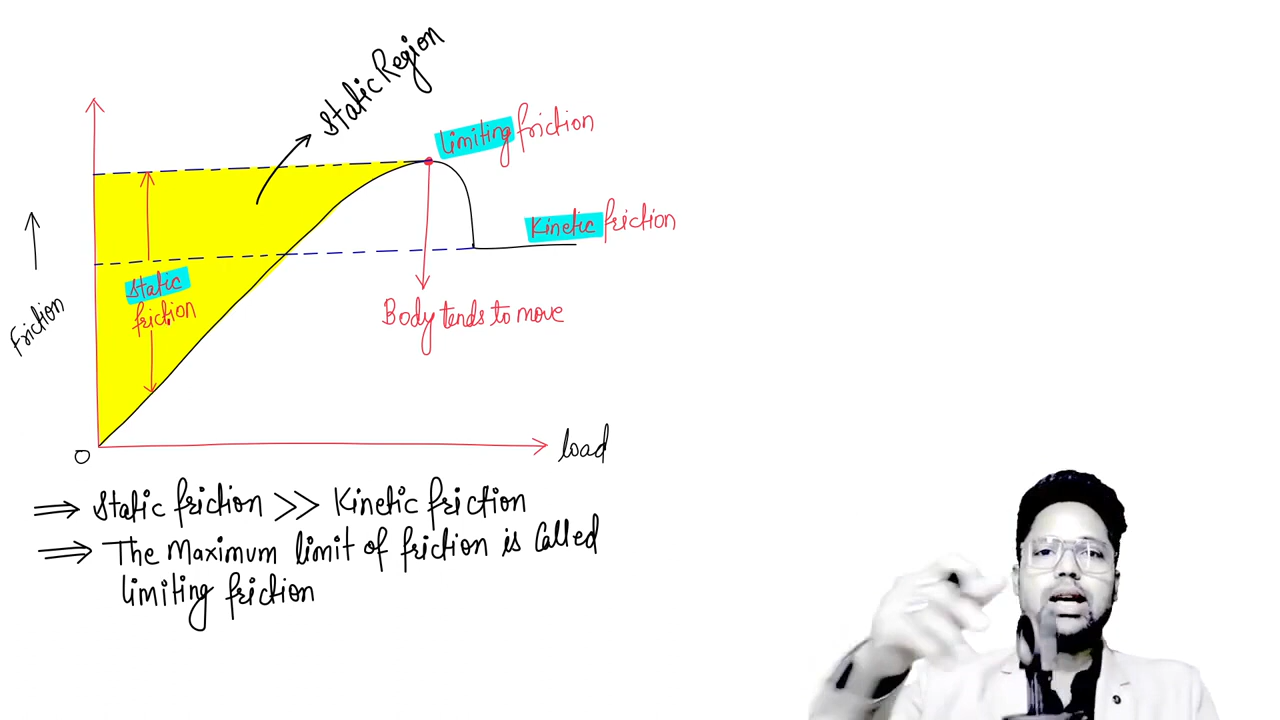 Static Region
Limiting friction
Kinetic friction
Static
friction
Friction
Body tends to move
O
load
⇒ Static friction >> Kinetic friction
⇒ The Maximum limit of friction is Called
limiting friction